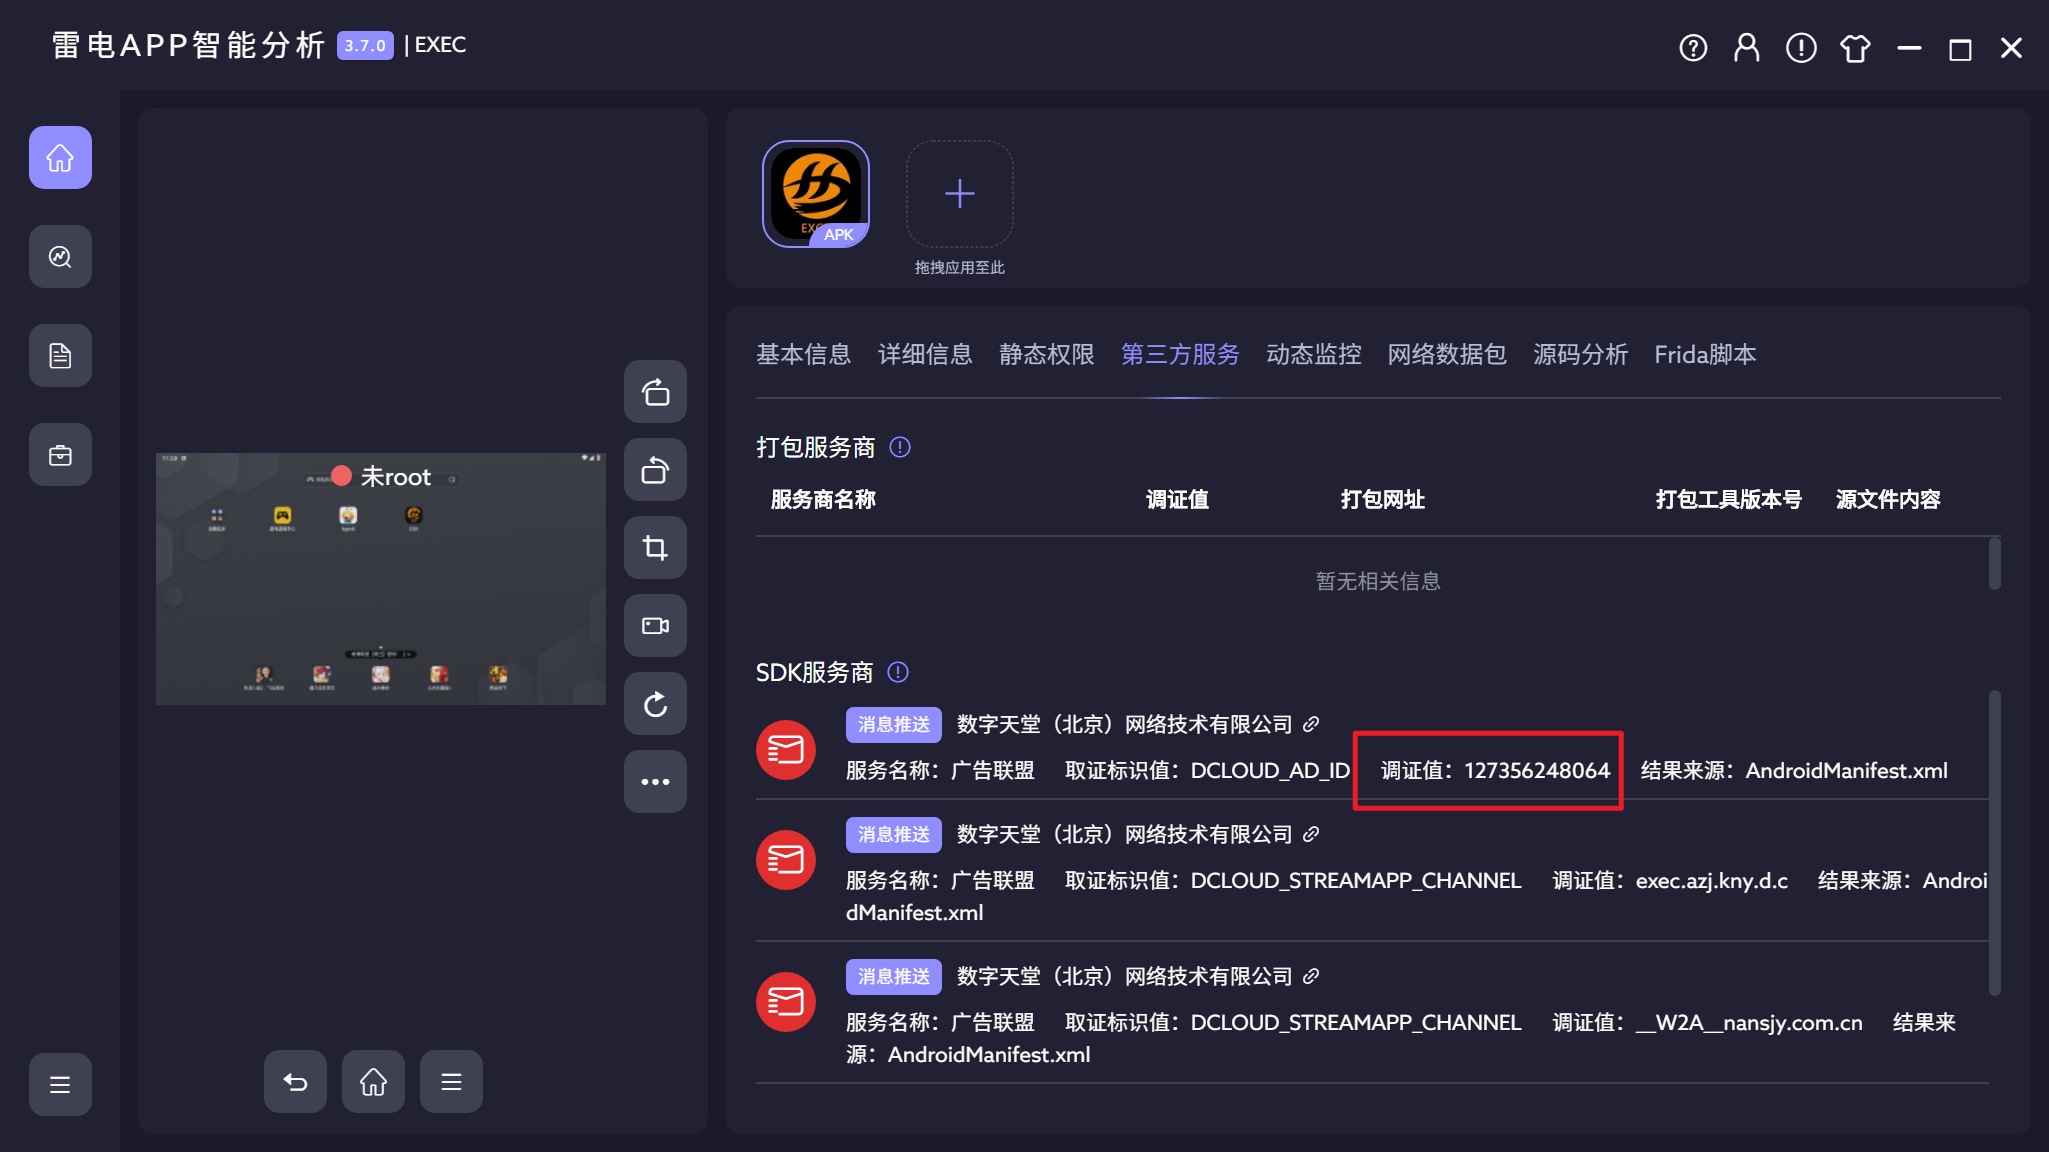 雷电APP智能分析 3.7.0 | EXEC
APK
拖拽应用至此
基本信息 详细信息 静态权限 第三方服务 动态监控 网络数据包 源码分析 Frida脚本
未root
打包服务商
服务商名称 调证值 打包网址 打包工具版本号 源文件内容
暂无相关信息
SDK服务商
消息推送 数字天堂（北京）网络技术有限公司
服务名称：广告联盟 取证标识值：DCLOUD_AD_ID 调证值：127356248064 结果来源：AndroidManifest.xml
消息推送 数字天堂（北京）网络技术有限公司
服务名称：广告联盟 取证标识值：DCLOUD_STREAMAPP_CHANNEL 调证值：exec.azj.kny.d.c 结果来源：Androi
dManifest.xml
消息推送 数字天堂（北京）网络技术有限公司
服务名称：广告联盟 取证标识值：DCLOUD_STREAMAPP_CHANNEL 调证值：__W2A__nansjy.com.cn 结果来
源：AndroidManifest.xml